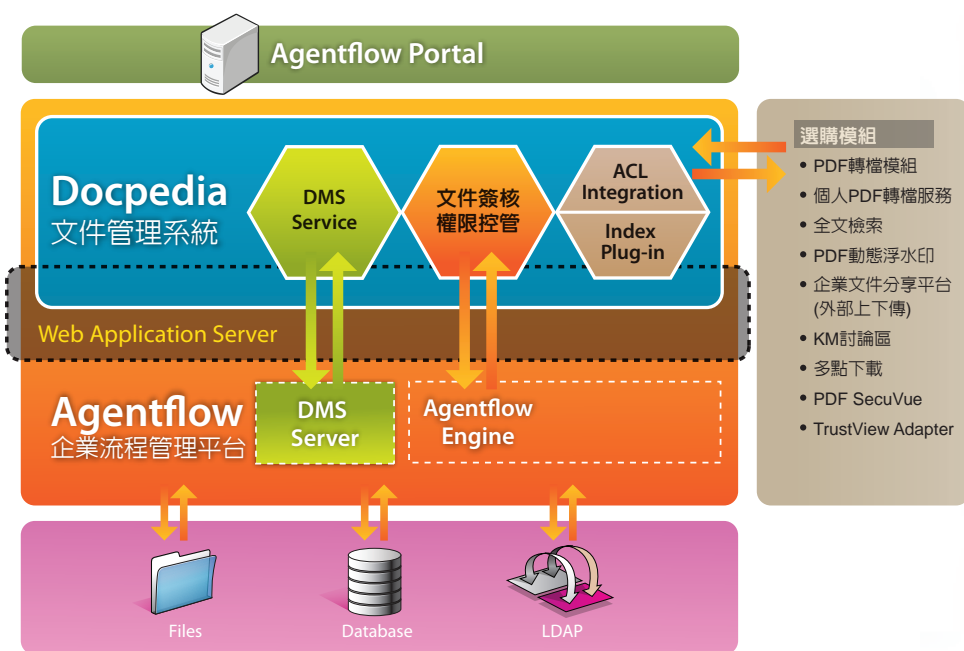 Agentflow Portal
Docpedia
文件管理系統
DMS
Service
文件簽核
權限控管
ACL
Integration
Index
Plug-in
Web Application Server
Agentflow
企業流程管理平台
DMS
Server
Agentflow
Engine
Files
Database
LDAP
選購模組
• PDF轉檔模組
• 個人PDF轉檔服務
• 全文檢索
• PDF動態浮水印
• 企業文件分享平台
(外部上下傳)
• KM討論區
• 多點下載
• PDF SecuVue
• TrustView Adapter